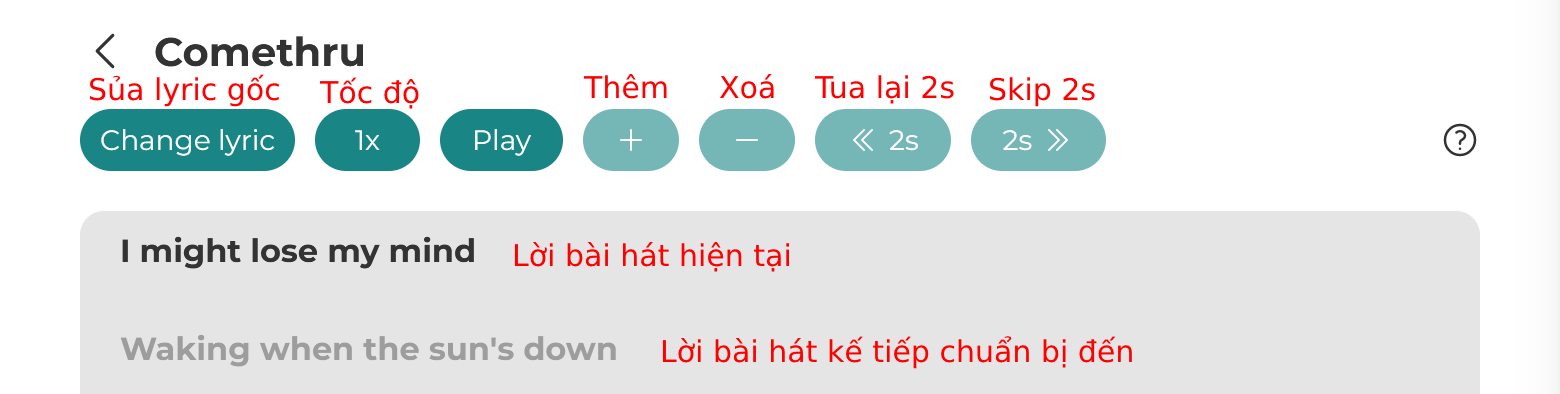 Comethru
Sủa lyric gốc Tốc độ Thêm Xoá Tua lại 2s Skip 2s
Change lyric 1x Play + − « 2s 2s » ?
I might lose my mind Lời bài hát hiện tại
Waking when the sun's down Lời bài hát kế tiếp chuẩn bị đến